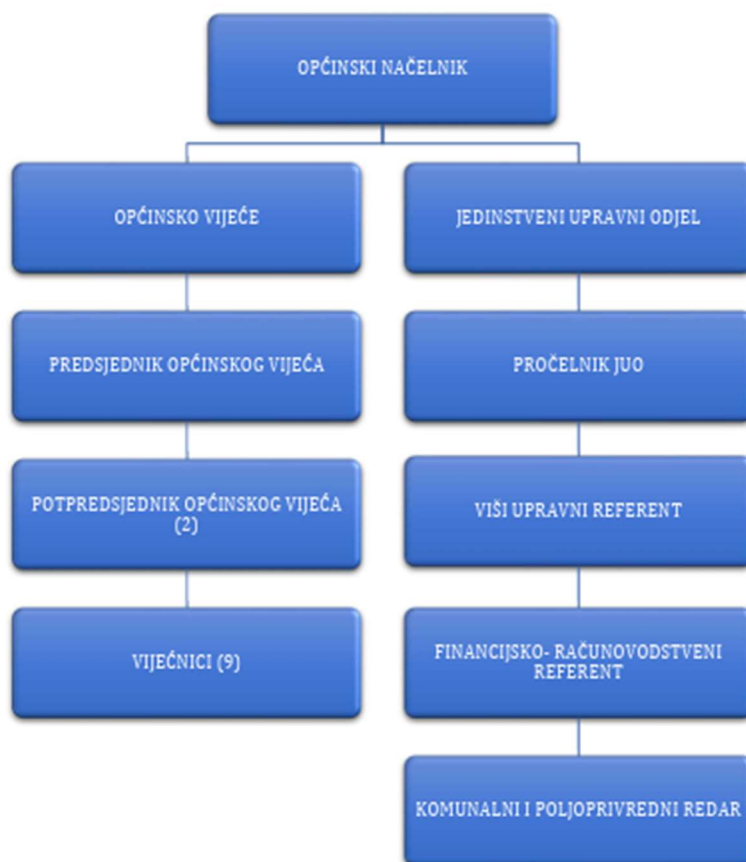 OPĆINSKI NAČELNIK
OPĆINSKO VIJEĆE
JEDINSTVENI UPRAVNI ODJEL
PREDSJEDNIK OPĆINSKOG VIJEĆA
PROČELNIK JUO
POTPREDSJEDNIK OPĆINSKOG VIJEĆA
(2)
VIŠI UPRAVNI REFERENT
VIJEĆNICI (9)
FINANCIJSKO- RAČUNOVODSTVENI
REFERENT
KOMUNALNI I POLJOPRIVREDNI REDAR